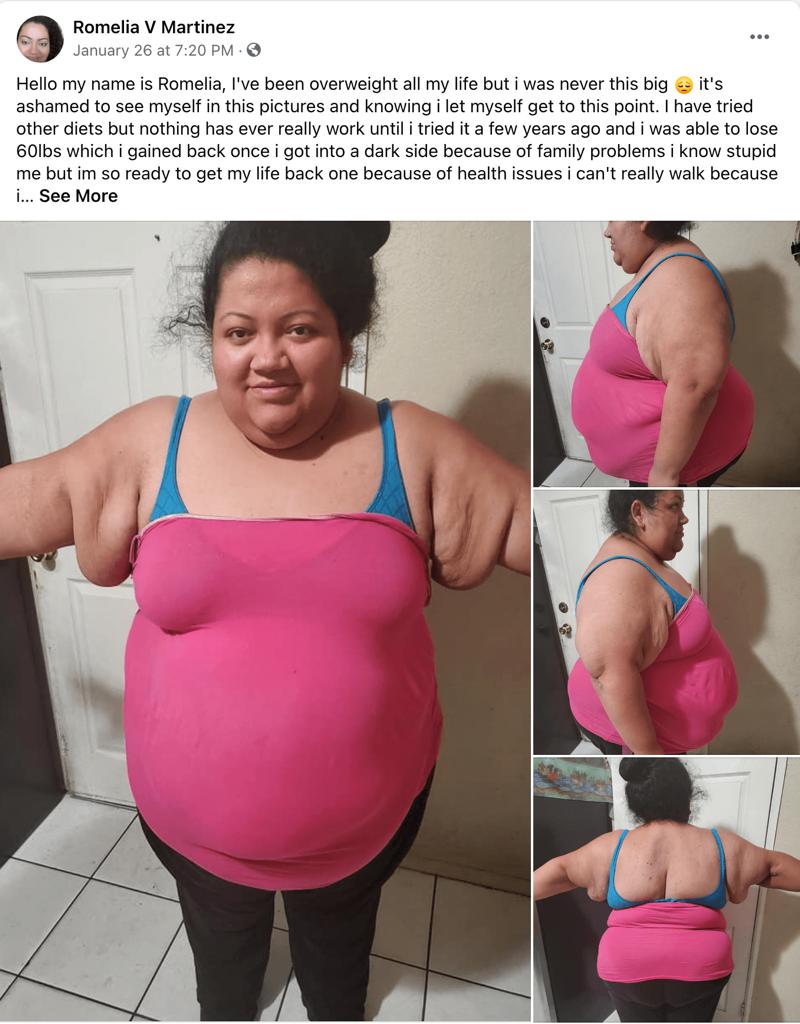 Romelia V Martinez
January 26 at 7:20 PM ·
Hello my name is Romelia, I've been overweight all my life but i was never this big 😔 it's
ashamed to see myself in this pictures and knowing i let myself get to this point. I have tried
other diets but nothing has ever really work until i tried it a few years ago and i was able to lose
60lbs which i gained back once i got into a dark side because of family problems i know stupid
me but im so ready to get my life back one because of health issues i can't really walk because
i... See More